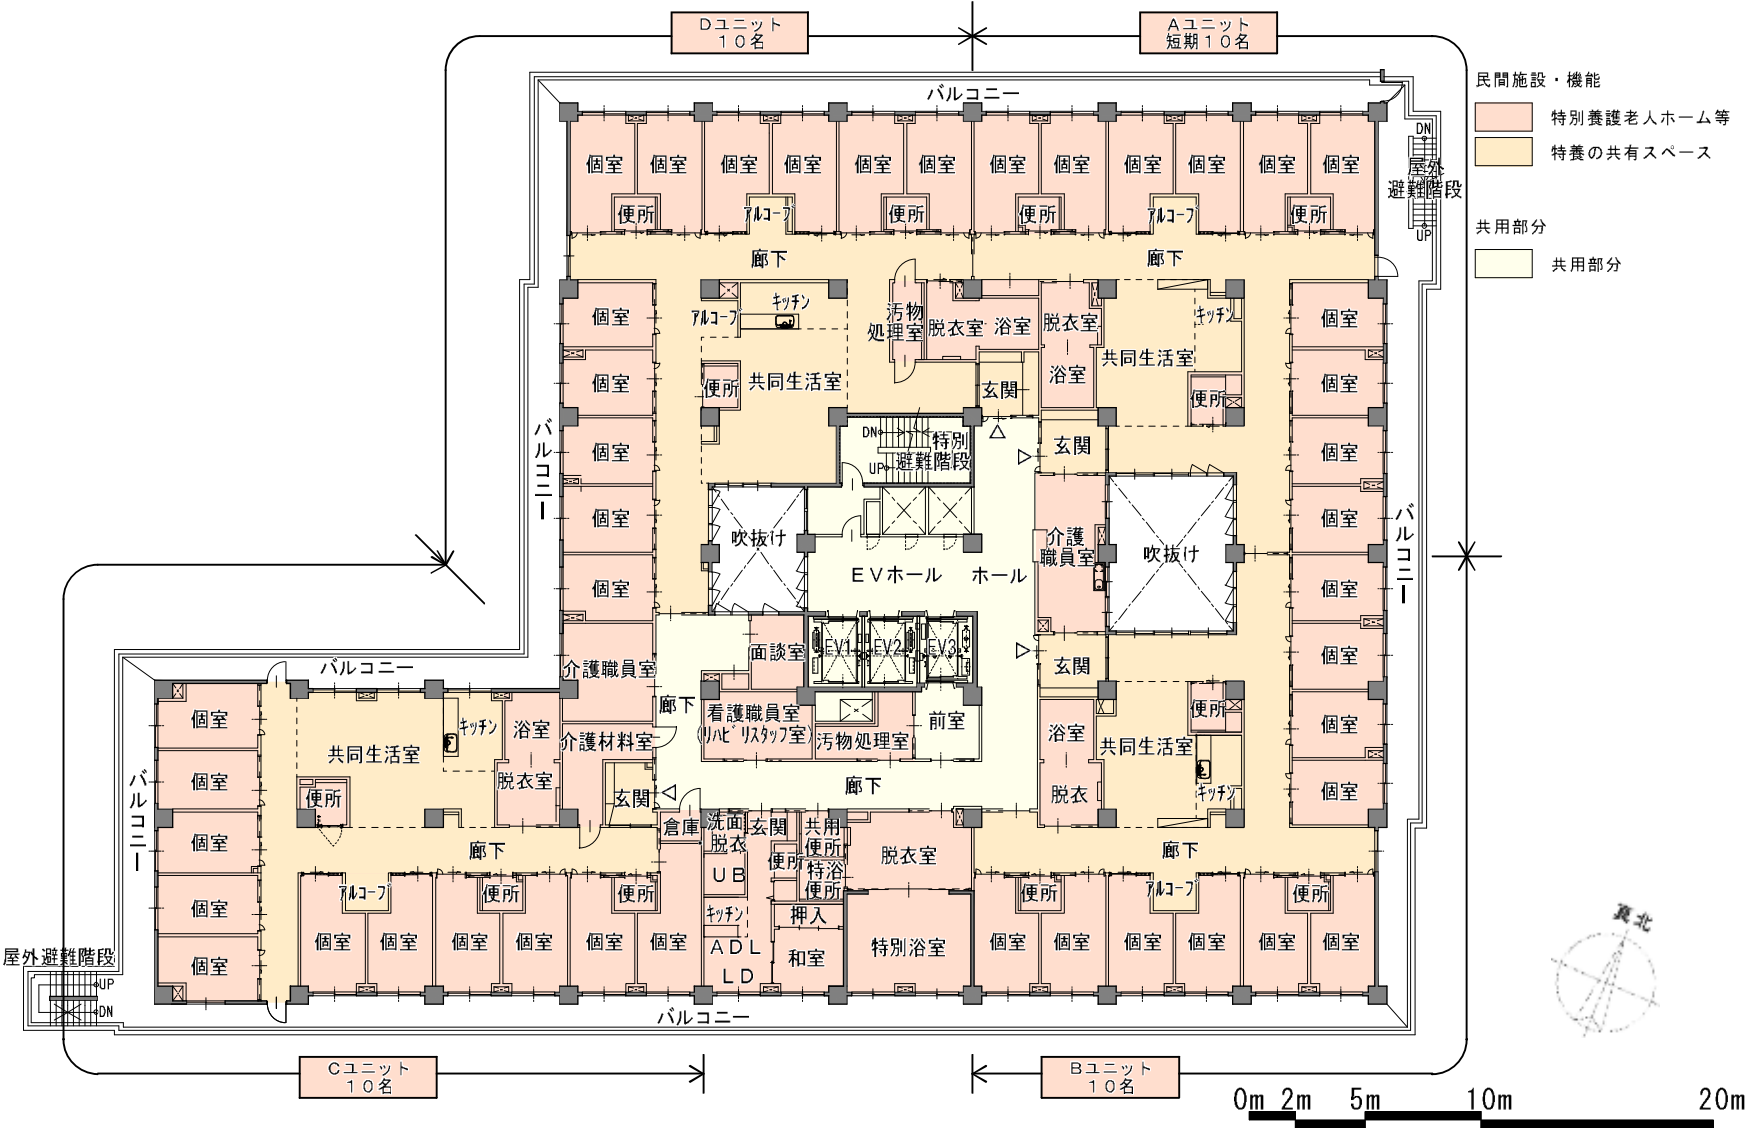 Dユニット
10名
Aユニット
短期10名
民間施設・機能
特別養護老人ホーム等
特養の共有スペース
共用部分
共用部分
バルコニー
DN
屋外
避難階段
UP
個室
個室
個室
個室
個室
個室
個室
個室
個室
個室
個室
個室
便所
アルコーブ
便所
便所
アルコーブ
便所
廊下
廊下
個室
アルコーブ
キッチン
汚物
処理室
脱衣室
浴室
脱衣室
浴室
キッチン
共同生活室
個室
個室
便所
共同生活室
玄関
便所
個室
バルコニー
個室
DN
特別
避難階段
UP
玄関
個室
個室
吹抜け
介護
職員室
吹抜け
個室
バルコニー
個室
EVホール
ホール
個室
介護職員室
面談室
EV1
EV2
EV3
玄関
個室
バルコニー
廊下
看護職員室
(リハビリスタッフ室)
汚物処理室
前室
浴室
便所
共同生活室
個室
個室
共同生活室
キッチン
浴室
介護材料室
バルコニー
個室
便所
脱衣室
玄関
廊下
脱衣
キッチン
個室
個室
廊下
倉庫
洗面
脱衣
玄関
共用
便所
脱衣室
廊下
アルコーブ
便所
便所
UB
便所
特浴
便所
便所
アルコーブ
便所
個室
個室
個室
個室
個室
個室
個室
個室
キッチン
ADL
LD
押入
和室
特別浴室
個室
個室
個室
個室
個室
個室
屋外避難階段
UP
DN
バルコニー
真北
Cユニット
10名
Bユニット
10名
0m 2m 5m 10m 20m